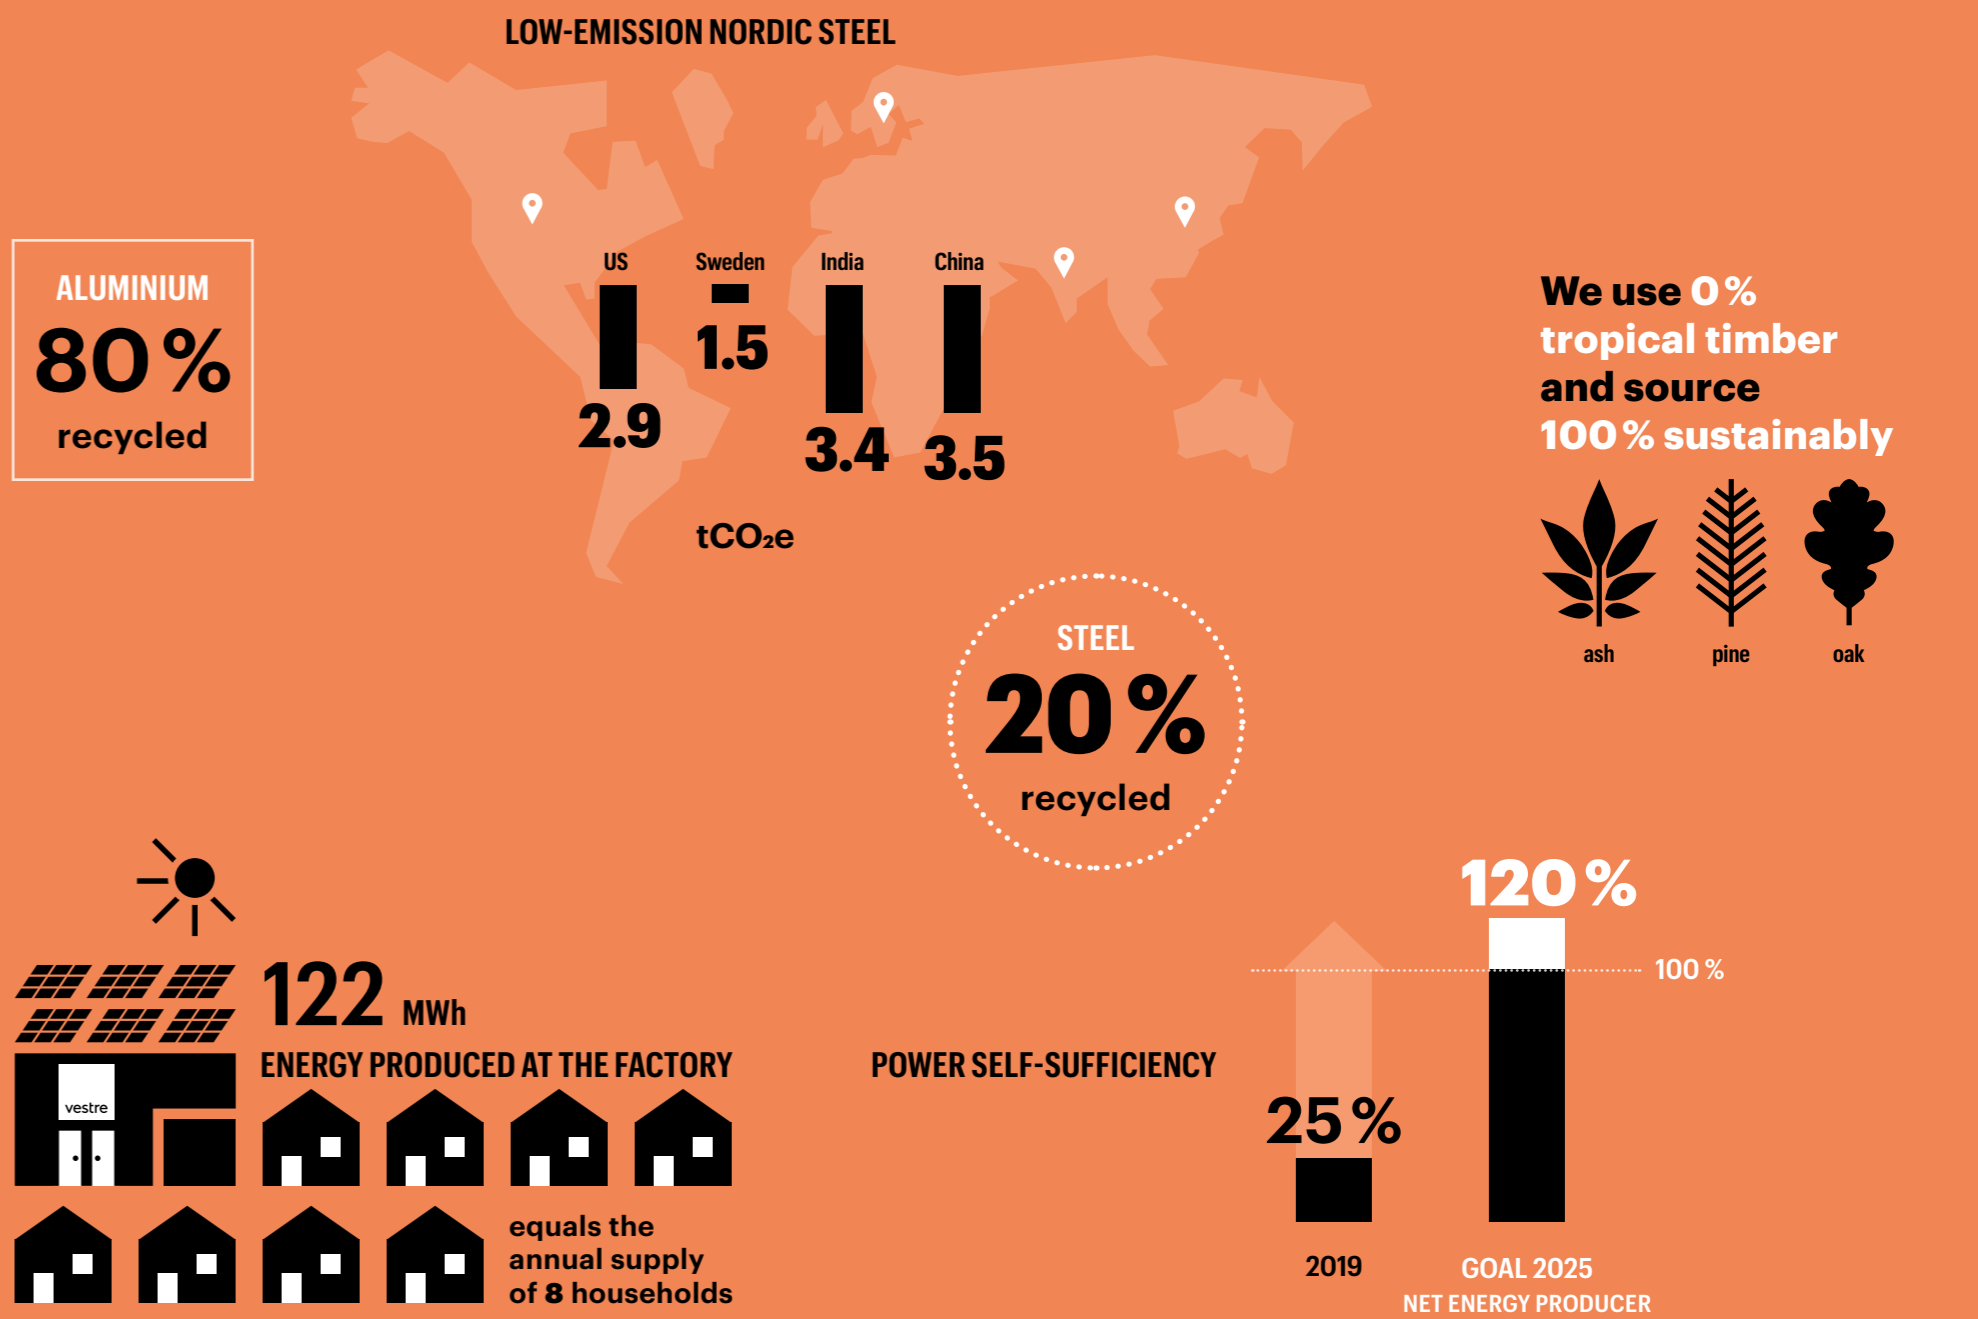 LOW-EMISSION NORDIC STEEL
US
Sweden
India
China
2.9
1.5
3.4
3.5
tCO₂e
ALUMINIUM
80 %
recycled
We use 0 %
tropical timber
and source
100 % sustainably
ash
pine
oak
STEEL
20 %
recycled
122 MWh
ENERGY PRODUCED AT THE FACTORY
vestre
equals the
annual supply
of 8 households
POWER SELF-SUFFICIENCY
120 %
100 %
25 %
2019
GOAL 2025
NET ENERGY PRODUCER